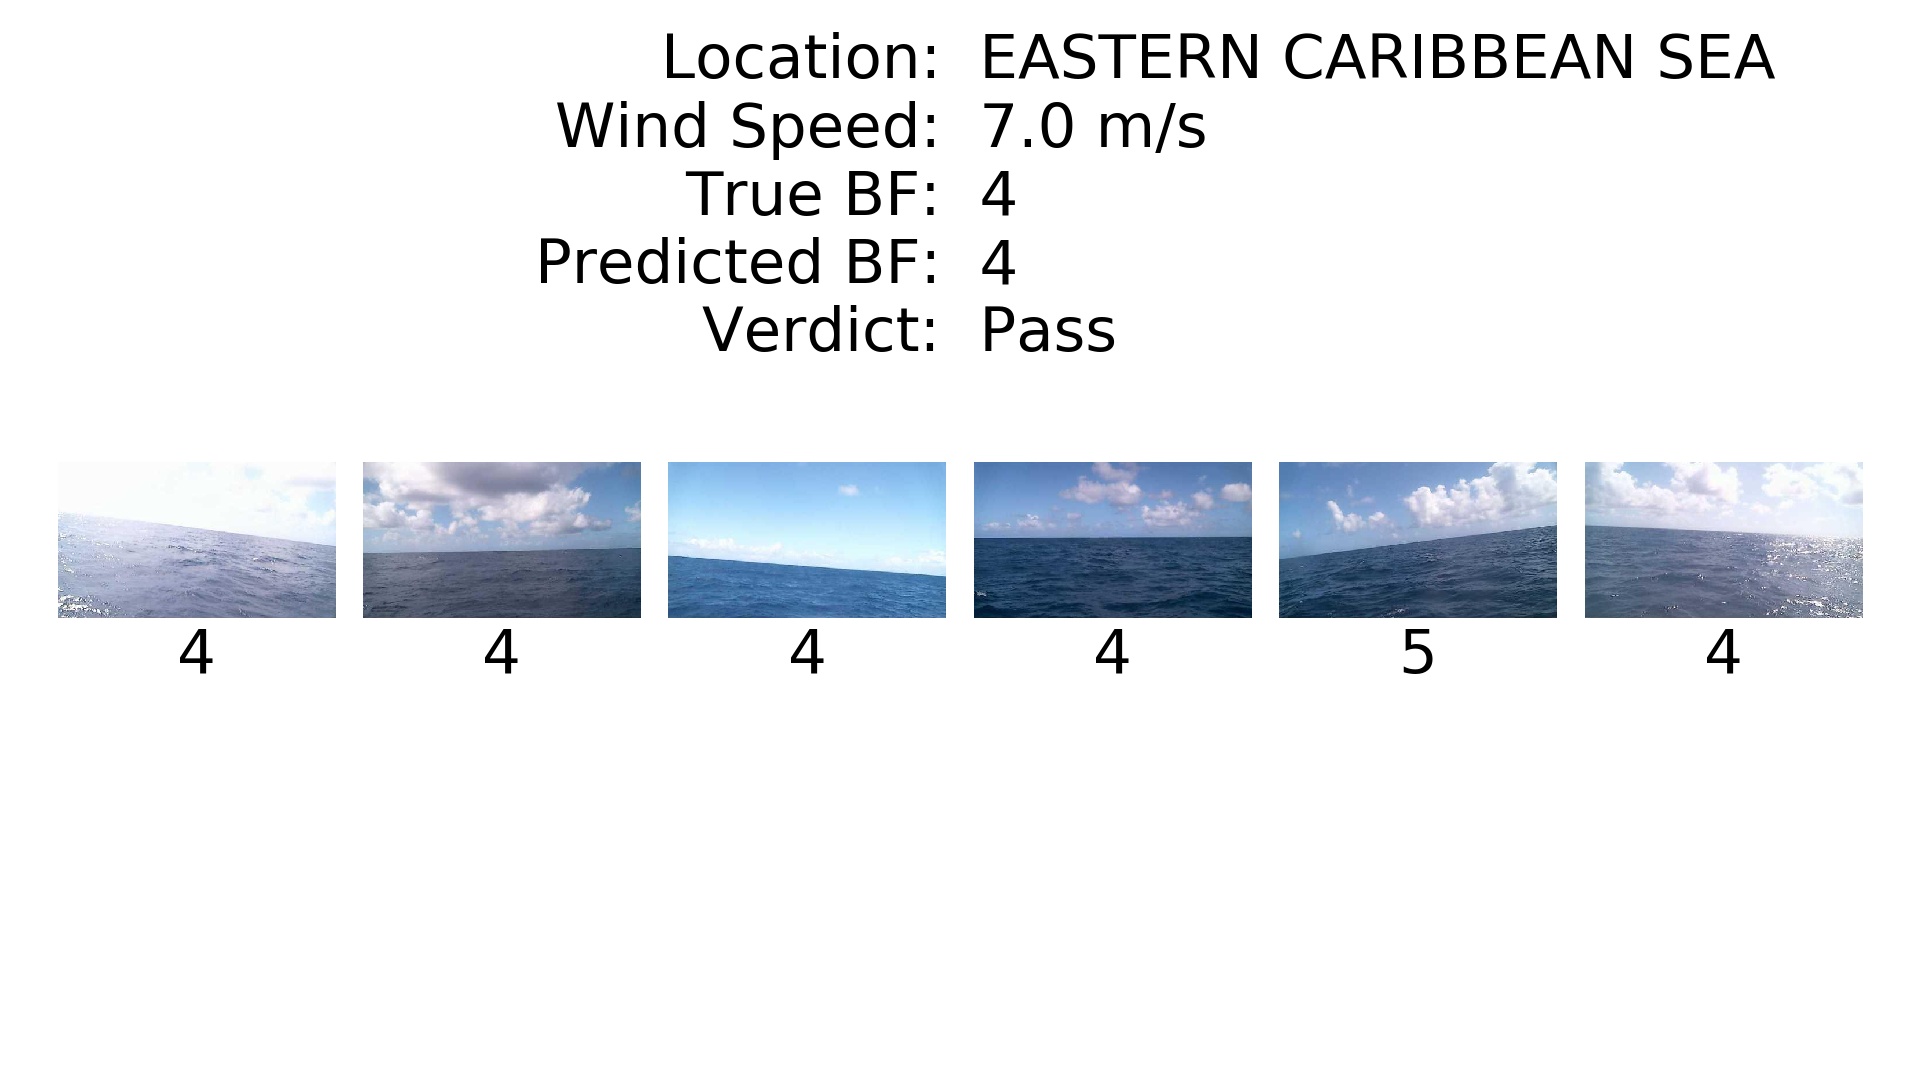 Location: EASTERN CARIBBEAN SEA
Wind Speed: 7.0 m/s
True BF: 4
Predicted BF: 4
Verdict: Pass
4 4 4 4 5 4